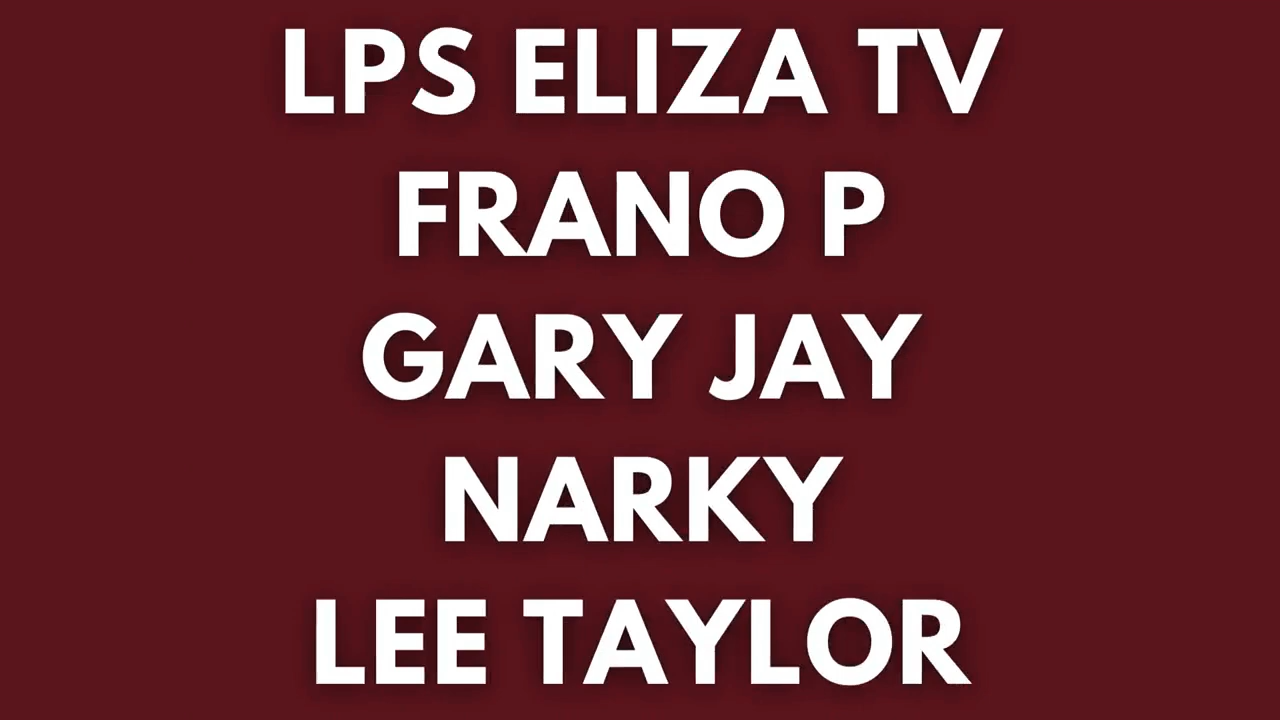 LPS ELIZA TV
FRANO P
GARY JAY
NARKY
LEE TAYLOR